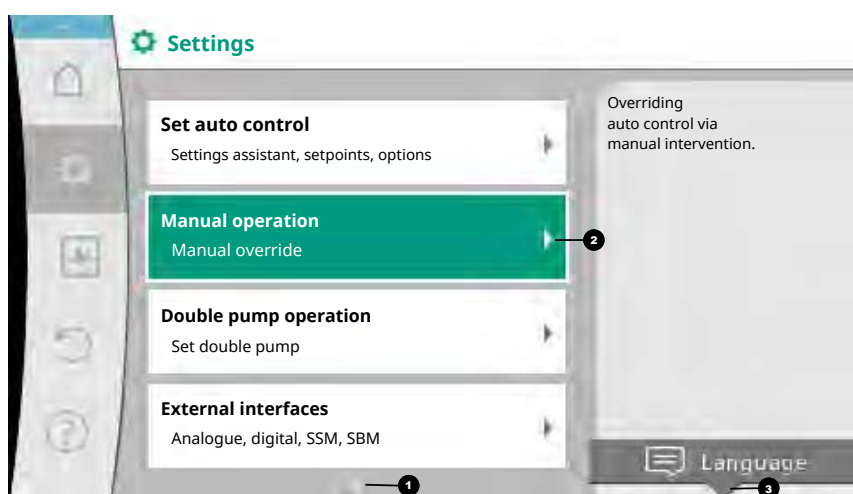 Settings
Set auto control
Settings assistant, setpoints, options
Manual operation
Manual override
2
Double pump operation
Set double pump
External interfaces
Analogue, digital, SSM, SBM
1
Overriding
auto control via
manual intervention.
Language
3